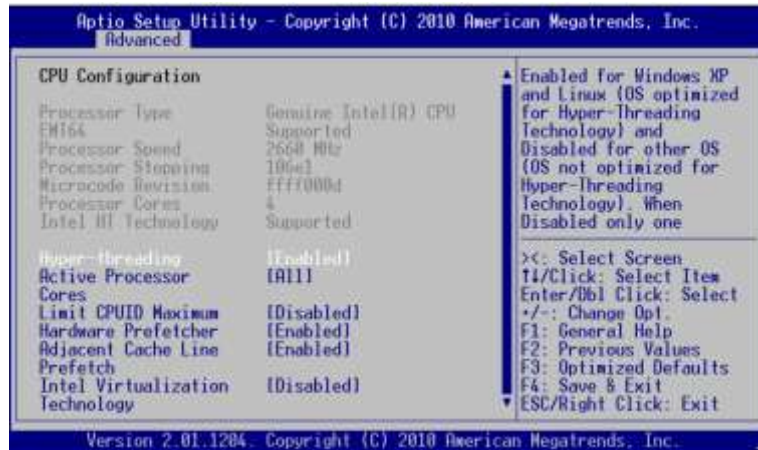 Aptio Setup Utility - Copyright (C) 2010 American Megatrends, Inc.
Advanced
CPU Configuration
Processor Type Genuine Intel(R) CPU
EMT64 Supported
Processor Speed 2660 MHz
Processor Stepping 106e1
Microcode Revision ffff000d
Processor Cores 4
Intel HT Technology Supported
Hyper-threading [Enabled]
Active Processor [All]
Cores
Limit CPUID Maximum [Disabled]
Hardware Prefetcher [Enabled]
Adjacent Cache Line [Enabled]
Prefetch
Intel Virtualization [Disabled]
Technology
Enabled for Windows XP
and Linux (OS optimized
for Hyper-Threading
Technology) and
Disabled for other OS
(OS not optimized for
Hyper-Threading
Technology). When
Disabled only one
><: Select Screen
↑↓/Click: Select Item
Enter/Dbl Click: Select
+/-: Change Opt.
F1: General Help
F2: Previous Values
F3: Optimized Defaults
F4: Save & Exit
ESC/Right Click: Exit
Version 2.01.1204. Copyright (C) 2010 American Megatrends, Inc.